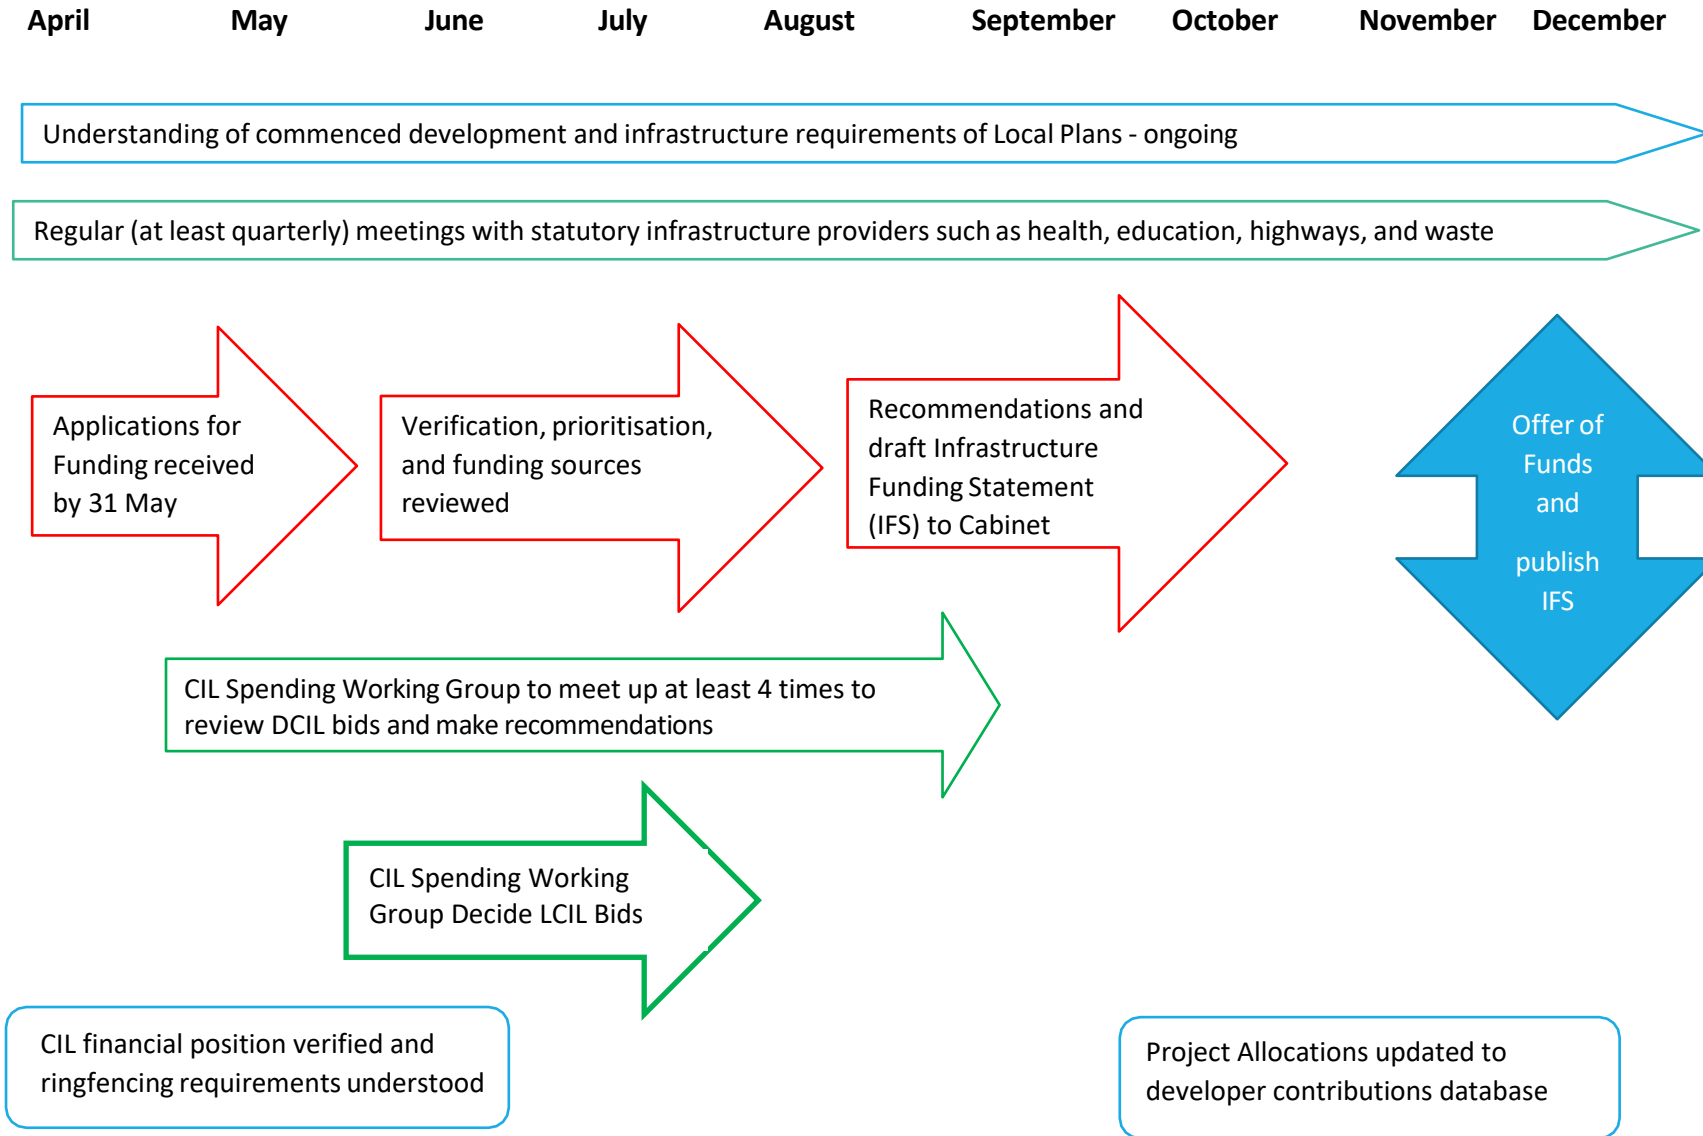 April May June July August September October November December
Understanding of commenced development and infrastructure requirements of Local Plans - ongoing
Regular (at least quarterly) meetings with statutory infrastructure providers such as health, education, highways, and waste
Applications for
Funding received
by 31 May
Verification, prioritisation,
and funding sources
reviewed
Recommendations and
draft Infrastructure
Funding Statement
(IFS) to Cabinet
Offer of
Funds
and
publish
IFS
CIL Spending Working Group to meet up at least 4 times to
review DCIL bids and make recommendations
CIL Spending Working
Group Decide LCIL Bids
CIL financial position verified and
ringfencing requirements understood
Project Allocations updated to
developer contributions database